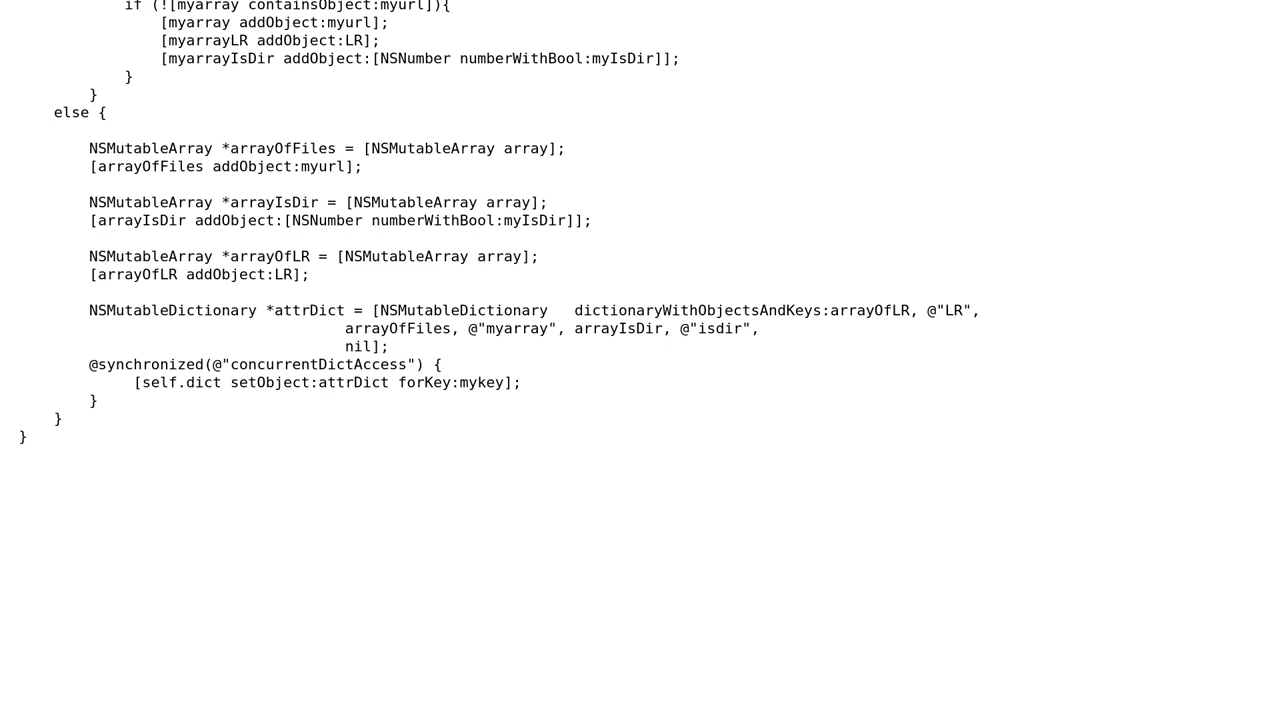 if (![myarray containsObject:myurl]){
[myarray addObject:myurl];
[myarrayLR addObject:LR];
[myarrayIsDir addObject:[NSNumber numberWithBool:myIsDir]];
}
}
else {
NSMutableArray *arrayOfFiles = [NSMutableArray array];
[arrayOfFiles addObject:myurl];
NSMutableArray *arrayIsDir = [NSMutableArray array];
[arrayIsDir addObject:[NSNumber numberWithBool:myIsDir]];
NSMutableArray *arrayOfLR = [NSMutableArray array];
[arrayOfLR addObject:LR];
NSMutableDictionary *attrDict = [NSMutableDictionary   dictionaryWithObjectsAndKeys:arrayOfLR, @"LR",
arrayOfFiles, @"myarray", arrayIsDir, @"isdir",
nil];
@synchronized(@"concurrentDictAccess") {
[self.dict setObject:attrDict forKey:mykey];
}
}
}